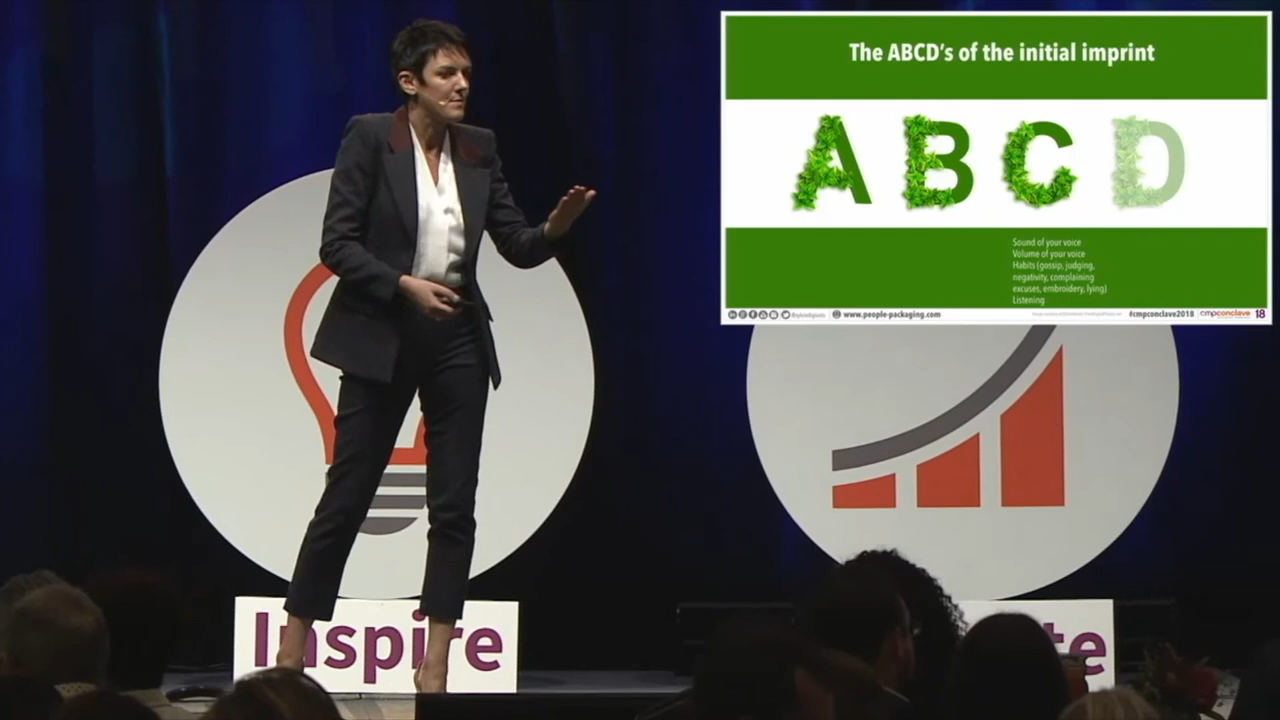 The ABCD's of the initial imprint
A B C D
Sound of your voice
Volume of your voice
Habits (gossip, judging,
negativity, complaining
excuses, embroidery, lying)
Listening
www.people-packaging.com
#cmpconclave2018
cmpconclave 18
Inspire
te